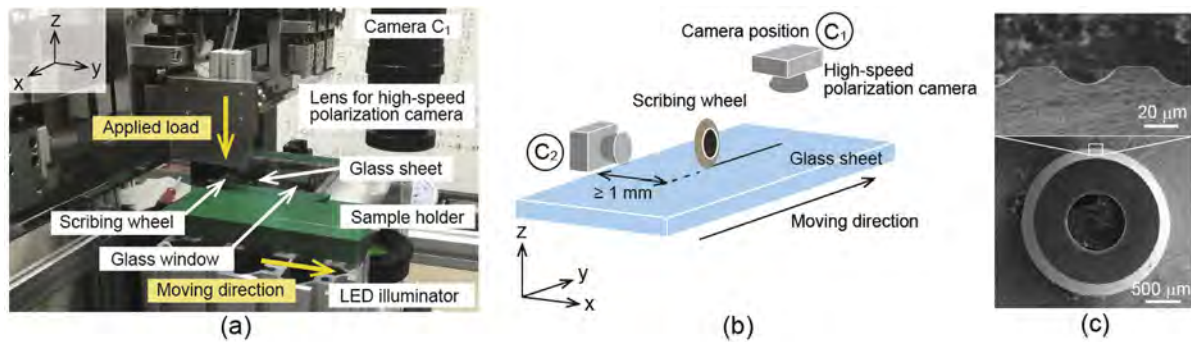 z
y
x
Applied load
Camera C₁
Lens for high-speed
polarization camera
Glass sheet
Scribing wheel
Sample holder
Glass window
Moving direction
LED illuminator
(a)
Camera position C₁
High-speed
polarization camera
Scribing wheel
C₂
Glass sheet
≥ 1 mm
Moving direction
z
y
x
(b)
20 μm
500 μm
(c)